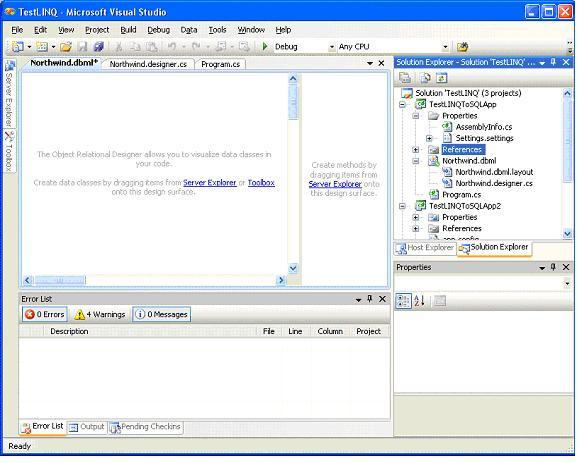 TestLINQ - Microsoft Visual Studio
File Edit View Project Build Debug Data Tools Window Help
Debug Any CPU
Server Explorer
Toolbox
Northwind.dbml* Northwind.designer.cs Program.cs
The Object Relational Designer allows you to visualize data classes in
your code.
Create data classes by dragging items from Server Explorer or Toolbox
onto this design surface.
Create methods by
dragging items from
Server Explorer onto
this design surface.
Solution Explorer - Solution 'TestLINQ' ...
Solution 'TestLINQ' (3 projects)
TestLINQToSQLApp
Properties
AssemblyInfo.cs
Settings.settings
References
Northwind.dbml
Northwind.dbml.layout
Northwind.designer.cs
Program.cs
TestLINQToSQLApp2
Properties
References
app.config
Host Explorer Solution Explorer
Properties
Error List
0 Errors 4 Warnings 0 Messages
Description File Line Column Project
Error List Output Pending Checkins
Ready